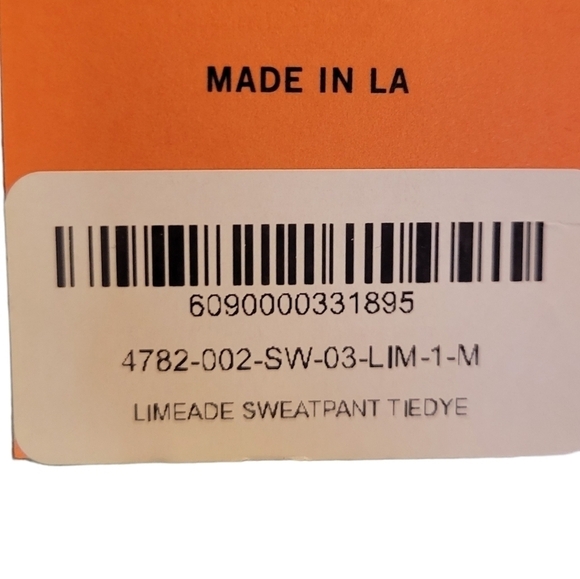 MADE IN LA
6090000331895
4782-002-SW-03-LIM-1-M
LIMEADE SWEATPANT TIEDYE